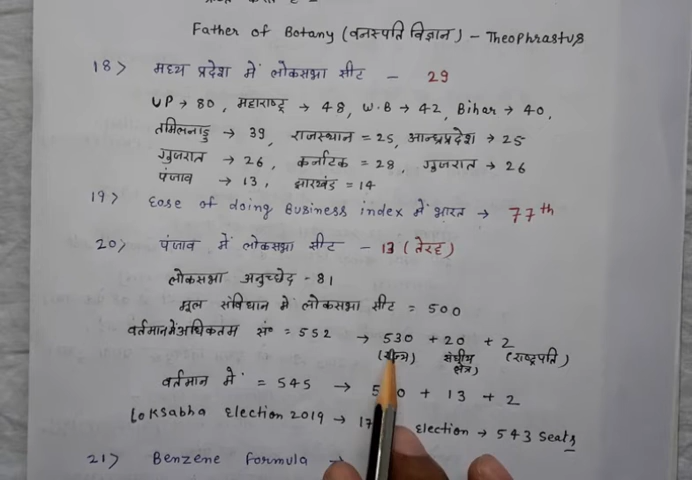 Father of Botany (वनस्पति विज्ञान) - Theophrastus
18> मध्य प्रदेश में लोकसभा सीट - 29
UP → 80, महाराष्ट्र → 48, W.B → 42, Bihar → 40,
तमिलनाडु → 39, राजस्थान = 25, आन्ध्रप्रदेश → 25
गुजरात → 26, कर्नाटक = 28, गुजरात → 26
पंजाब → 13, झारखंड = 14
19> Ease of doing Business index में भारत → 77th
20> पंजाब में लोकसभा सीट - 13 (तेरह)
लोकसभा अनुच्छेद - 81
मूल संविधान में लोकसभा सीट = 500
वर्तमान में अधिकतम सं° = 552 → 530 + 20 + 2
संघीय क्षेत्र) (राष्ट्रपति)
वर्तमान में = 545 → 5 0 + 13 + 2
Loksabha Election 2019 → 17 Election → 543 Seats
21> Benzene Formula →